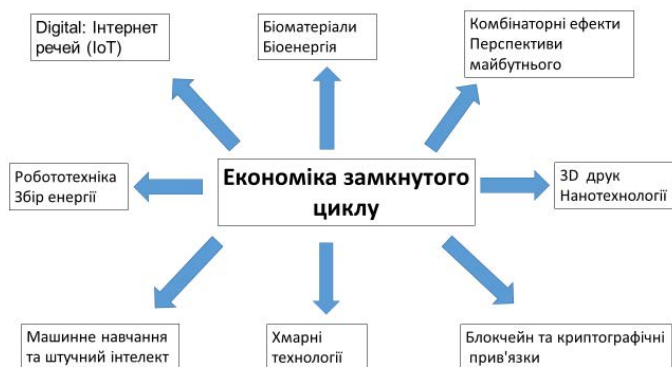 Digital: Інтернет
речей (IoT)
Біоматеріали
Біоенергія
Комбінаторні ефекти
Перспективи
майбутнього
Робототехніка
Збір енергії
Економіка замкнутого
циклу
3D друк
Нанотехнології
Машинне навчання
та штучний інтелект
Хмарні
технології
Блокчейн та криптографічні
прив'язки